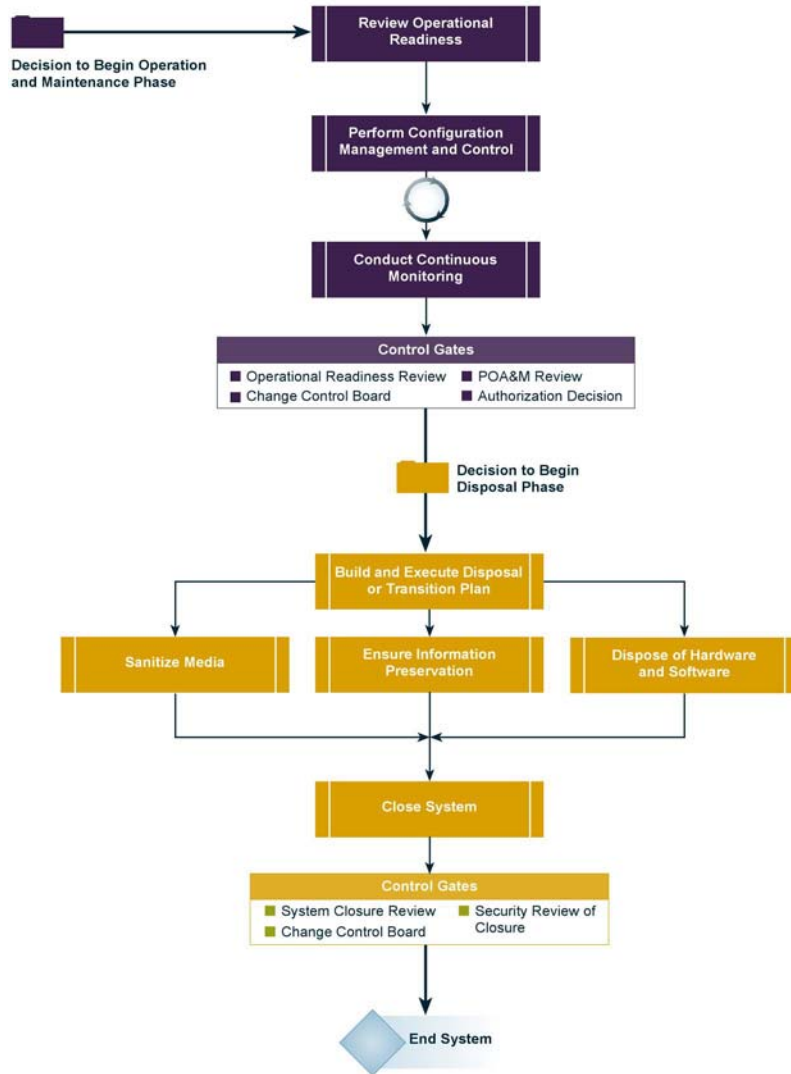 Review Operational
Readiness
Decision to Begin Operation
and Maintenance Phase
Perform Configuration
Management and Control
Conduct Continuous
Monitoring
Control Gates
Operational Readiness Review
POA&M Review
Change Control Board
Authorization Decision
Decision to Begin
Disposal Phase
Build and Execute Disposal
or Transition Plan
Sanitize Media
Ensure Information
Preservation
Dispose of Hardware
and Software
Close System
Control Gates
System Closure Review
Change Control Board
Security Review of
Closure
End System